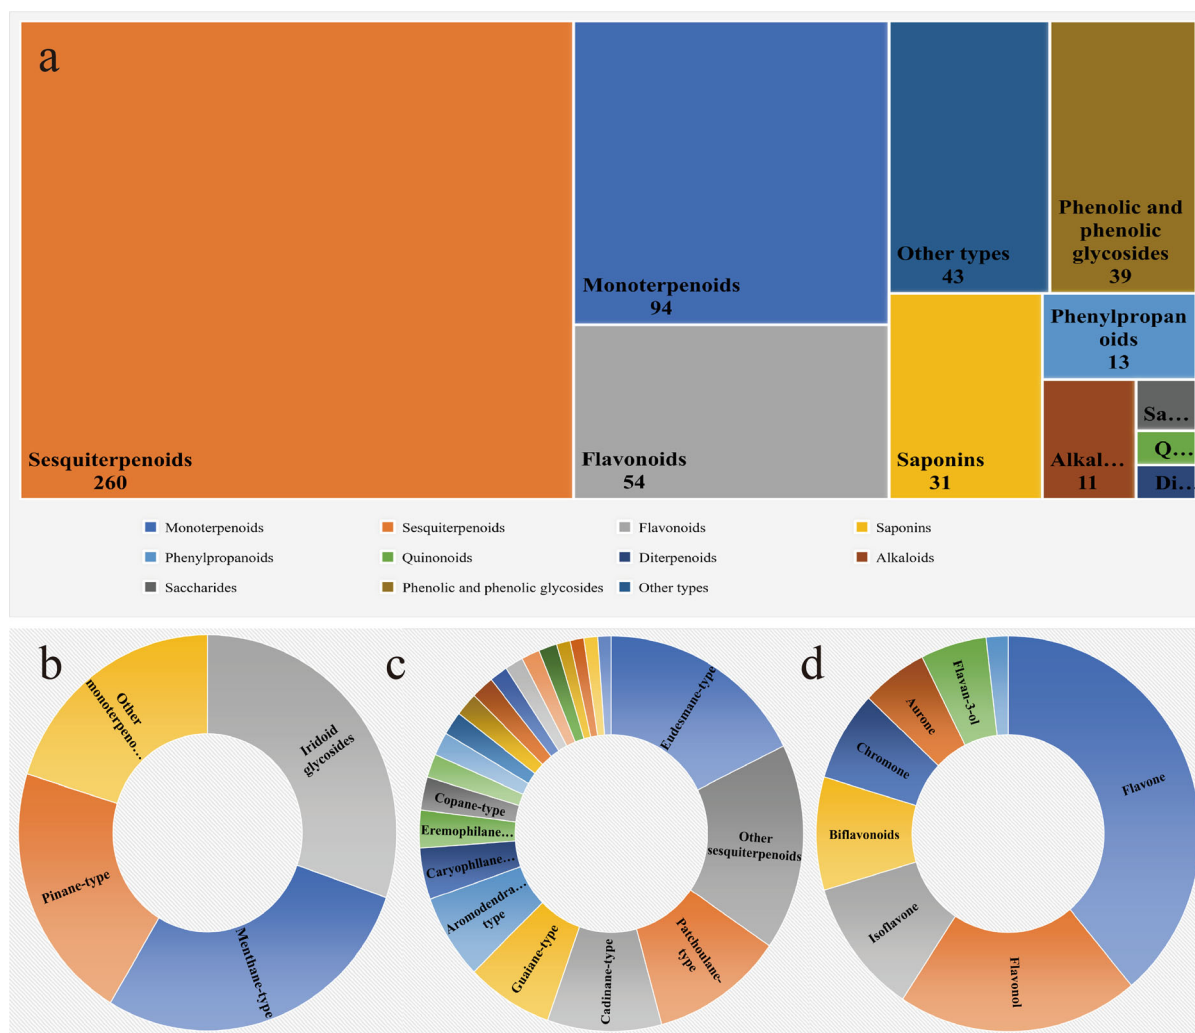 a
Sesquiterpenoids
260
Monoterpenoids
94
Flavonoids
54
Other types
43
Phenolic and
phenolic
glycosides
39
Saponins
31
Phenylpropan
oids
13
Alkal...
11
Sa...
Q...
Di...
Monoterpenoids
Sesquiterpenoids
Flavonoids
Saponins
Phenylpropanoids
Quinonoids
Diterpenoids
Alkaloids
Saccharides
Phenolic and phenolic glycosides
Other types
b
Iridoid
glycosides
Menthane-type
Pinane-type
Other
monoterpeno...
c
Eudesmane-type
Other
sesquiterpenoids
Patchoulane-
type
Cadinane-type
Guaiane-type
Aromodendra...
type
Caryophllane...
Eremophilane...
Copane-type
d
Flavone
Flavonol
Isoflavone
Biflavonoids
Chromone
Aurone
Flavan-3-ol